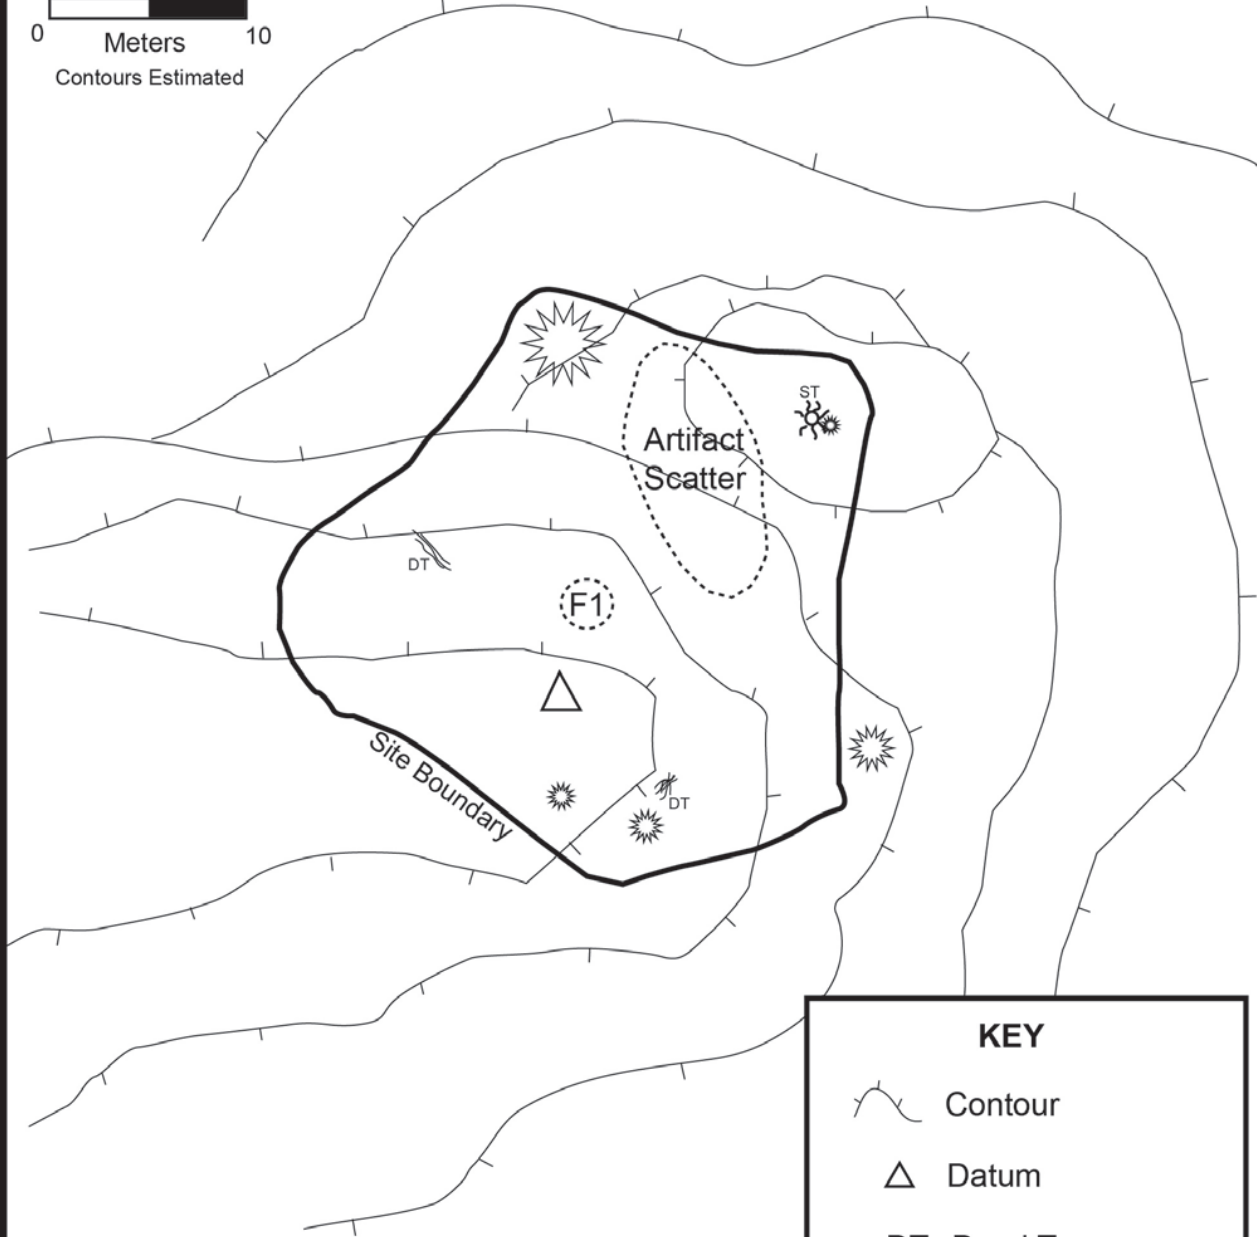 0 10
Meters
Contours Estimated
ST
Artifact
Scatter
DT
F1
Site Boundary
DT
KEY
Contour
Datum